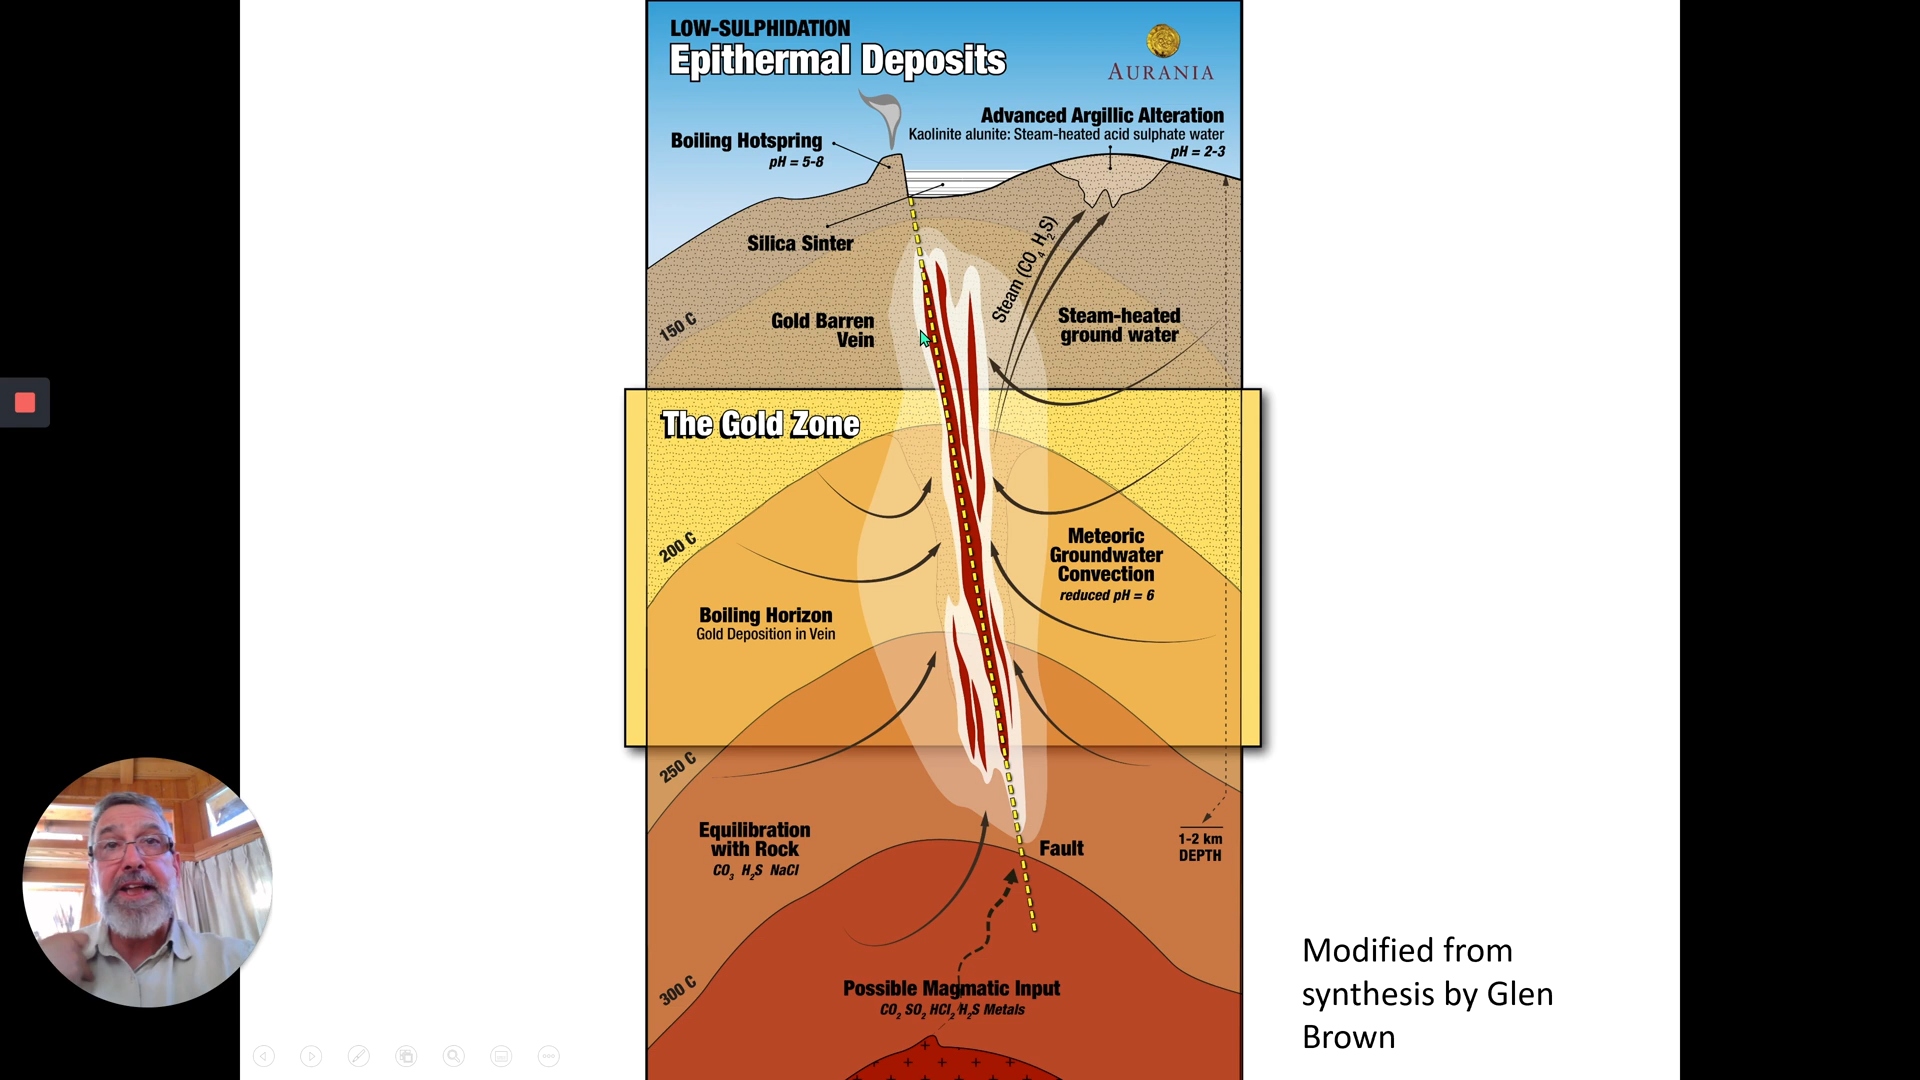 LOW-SULPHIDATION
Epithermal Deposits
AURANIA
Advanced Argillic Alteration
Kaolinite alunite: Steam-heated acid sulphate water
pH = 2-3
Boiling Hotspring
pH = 5-8
Silica Sinter
Steam (CO4 H2S)
Gold Barren
Vein
Steam-heated
ground water
150 C
The Gold Zone
200 C
Meteoric
Groundwater
Convection
reduced pH = 6
Boiling Horizon
Gold Deposition in Vein
250 C
Equilibration
with Rock
CO3 H2S NaCl
Fault
1-2 km
DEPTH
300 C
Possible Magmatic Input
CO2 SO2 HCl2 H2S Metals
Modified from
synthesis by Glen
Brown